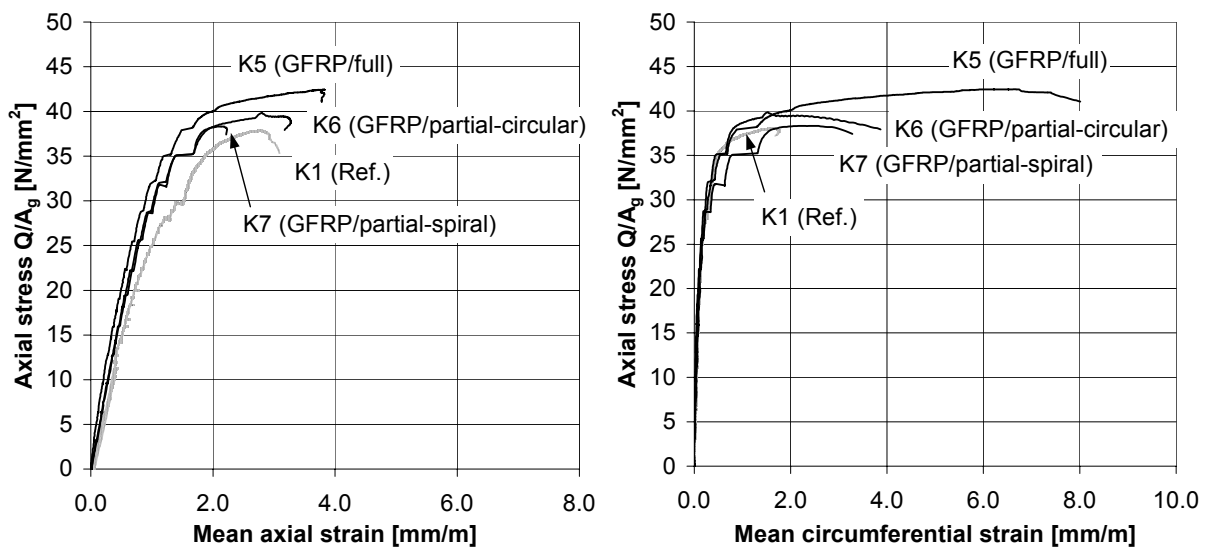 Axial stress Q/Ag [N/mm2]
50
45
40
35
30
25
20
15
10
5
0
K5 (GFRP/full)
K6 (GFRP/partial-circular)
K1 (Ref.)
K7 (GFRP/partial-spiral)
0.0 2.0 4.0 6.0 8.0
Mean axial strain [mm/m]
Axial stress Q/Ag [N/mm2]
50
45
40
35
30
25
20
15
10
5
0
K5 (GFRP/full)
K6 (GFRP/partial-circular)
K7 (GFRP/partial-spiral)
K1 (Ref.)
0.0 2.0 4.0 6.0 8.0 10.0
Mean circumferential strain [mm/m]